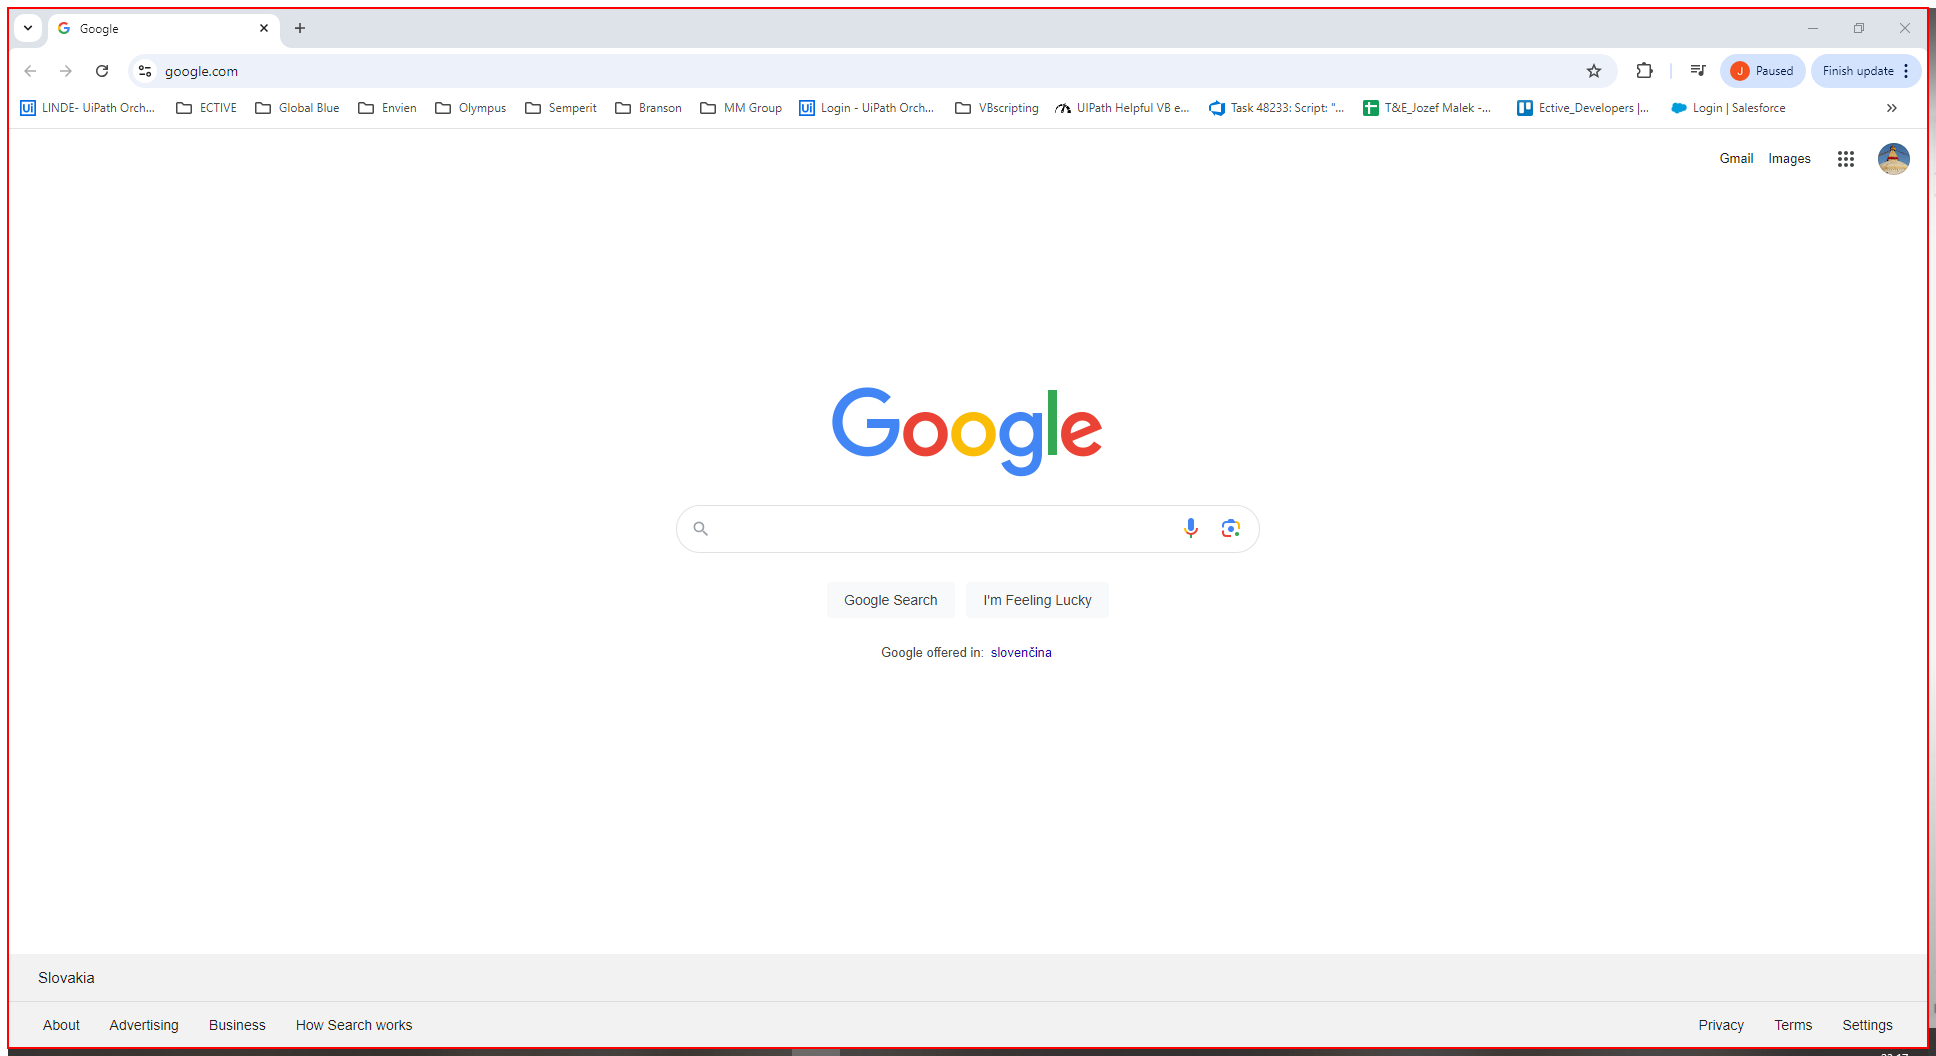 Google
google.com
J Paused
Finish update
Ui LINDE- UiPath Orch... ECTIVE Global Blue Envien Olympus Semperit Branson MM Group Ui Login - UiPath Orch... VBscripting UIPath Helpful VB e... Task 48233: Script: "... T&E_Jozef Malek -... Ective_Developers |... Login | Salesforce
Gmail Images
Google
Google Search I'm Feeling Lucky
Google offered in: slovenčina
Slovakia
About Advertising Business How Search works Privacy Terms Settings